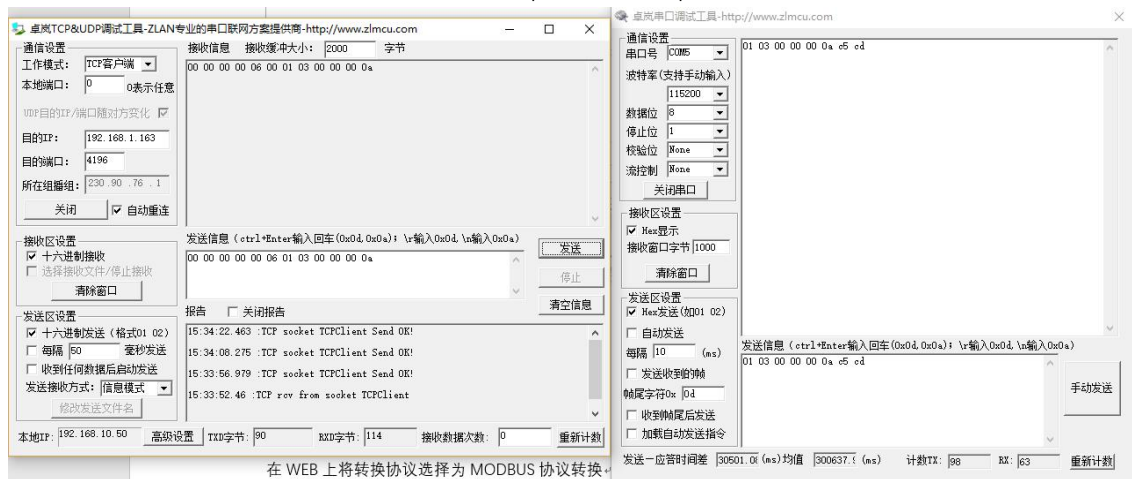 卓岚TCP&UDP调试工具-ZLAN专业的串口联网方案提供商-http://www.zlmcu.com
通信设置
工作模式： TCP客户端
本地端口： 0 0表示任意
UDP目的IP/端口随对方变化
目的IP： 192.168.1.163
目的端口： 4196
所在组播组： 230.90.76.1
关闭 自动重连
接收区设置
十六进制接收
选择接收文件/停止接收
清除窗口
发送区设置
十六进制发送（格式01 02）
每隔 50 毫秒发送
收到任何数据后启动发送
发送接收方式： 信息模式
修改发送文件名
接收信息 接收缓冲大小： 2000 字节
00 00 00 00 06 00 01 03 00 00 00 0a
发送信息（ctrl+Enter输入回车(0x0d,0x0a)；\r输入0x0d,\n输入0x0a）
00 00 00 00 00 06 01 03 00 00 00 0a
发送
停止
清空信息
报告 关闭报告
15:34:22.463 :TCP socket TCPClient Send OK!
15:34:08.275 :TCP socket TCPClient Send OK!
15:33:56.979 :TCP socket TCPClient Send OK!
15:33:52.46 :TCP rcv from socket TCPClient
本地IP: 192.168.10.50 高级设置 TXD字节: 90 RXD字节: 114 接收数据次数: 0 重新计数
在 WEB 上将转换协议选择为 MODBUS 协议转换
卓岚串口调试工具-http://www.zlmcu.com
通信设置
串口号 COM5
波特率(支持手动输入)
115200
数据位 8
停止位 1
校验位 None
流控制 None
关闭串口
接收区设置
Hex显示
接收窗口字节 1000
清除窗口
发送区设置
Hex发送(如01 02)
自动发送
每隔 10 (ms)
发送收到的帧
帧尾字符0x 0d
收到帧尾后发送
加载自动发送指令
01 03 00 00 00 0a c5 cd
发送信息（ctrl+Enter输入回车(0x0d,0x0a)；\r输入0x0d,\n输入0x0a）
01 03 00 00 00 0a c5 cd
手动发送
发送一应答时间差 (ms)均值 (ms) 计数TX: 98 RX: 63 重新计数